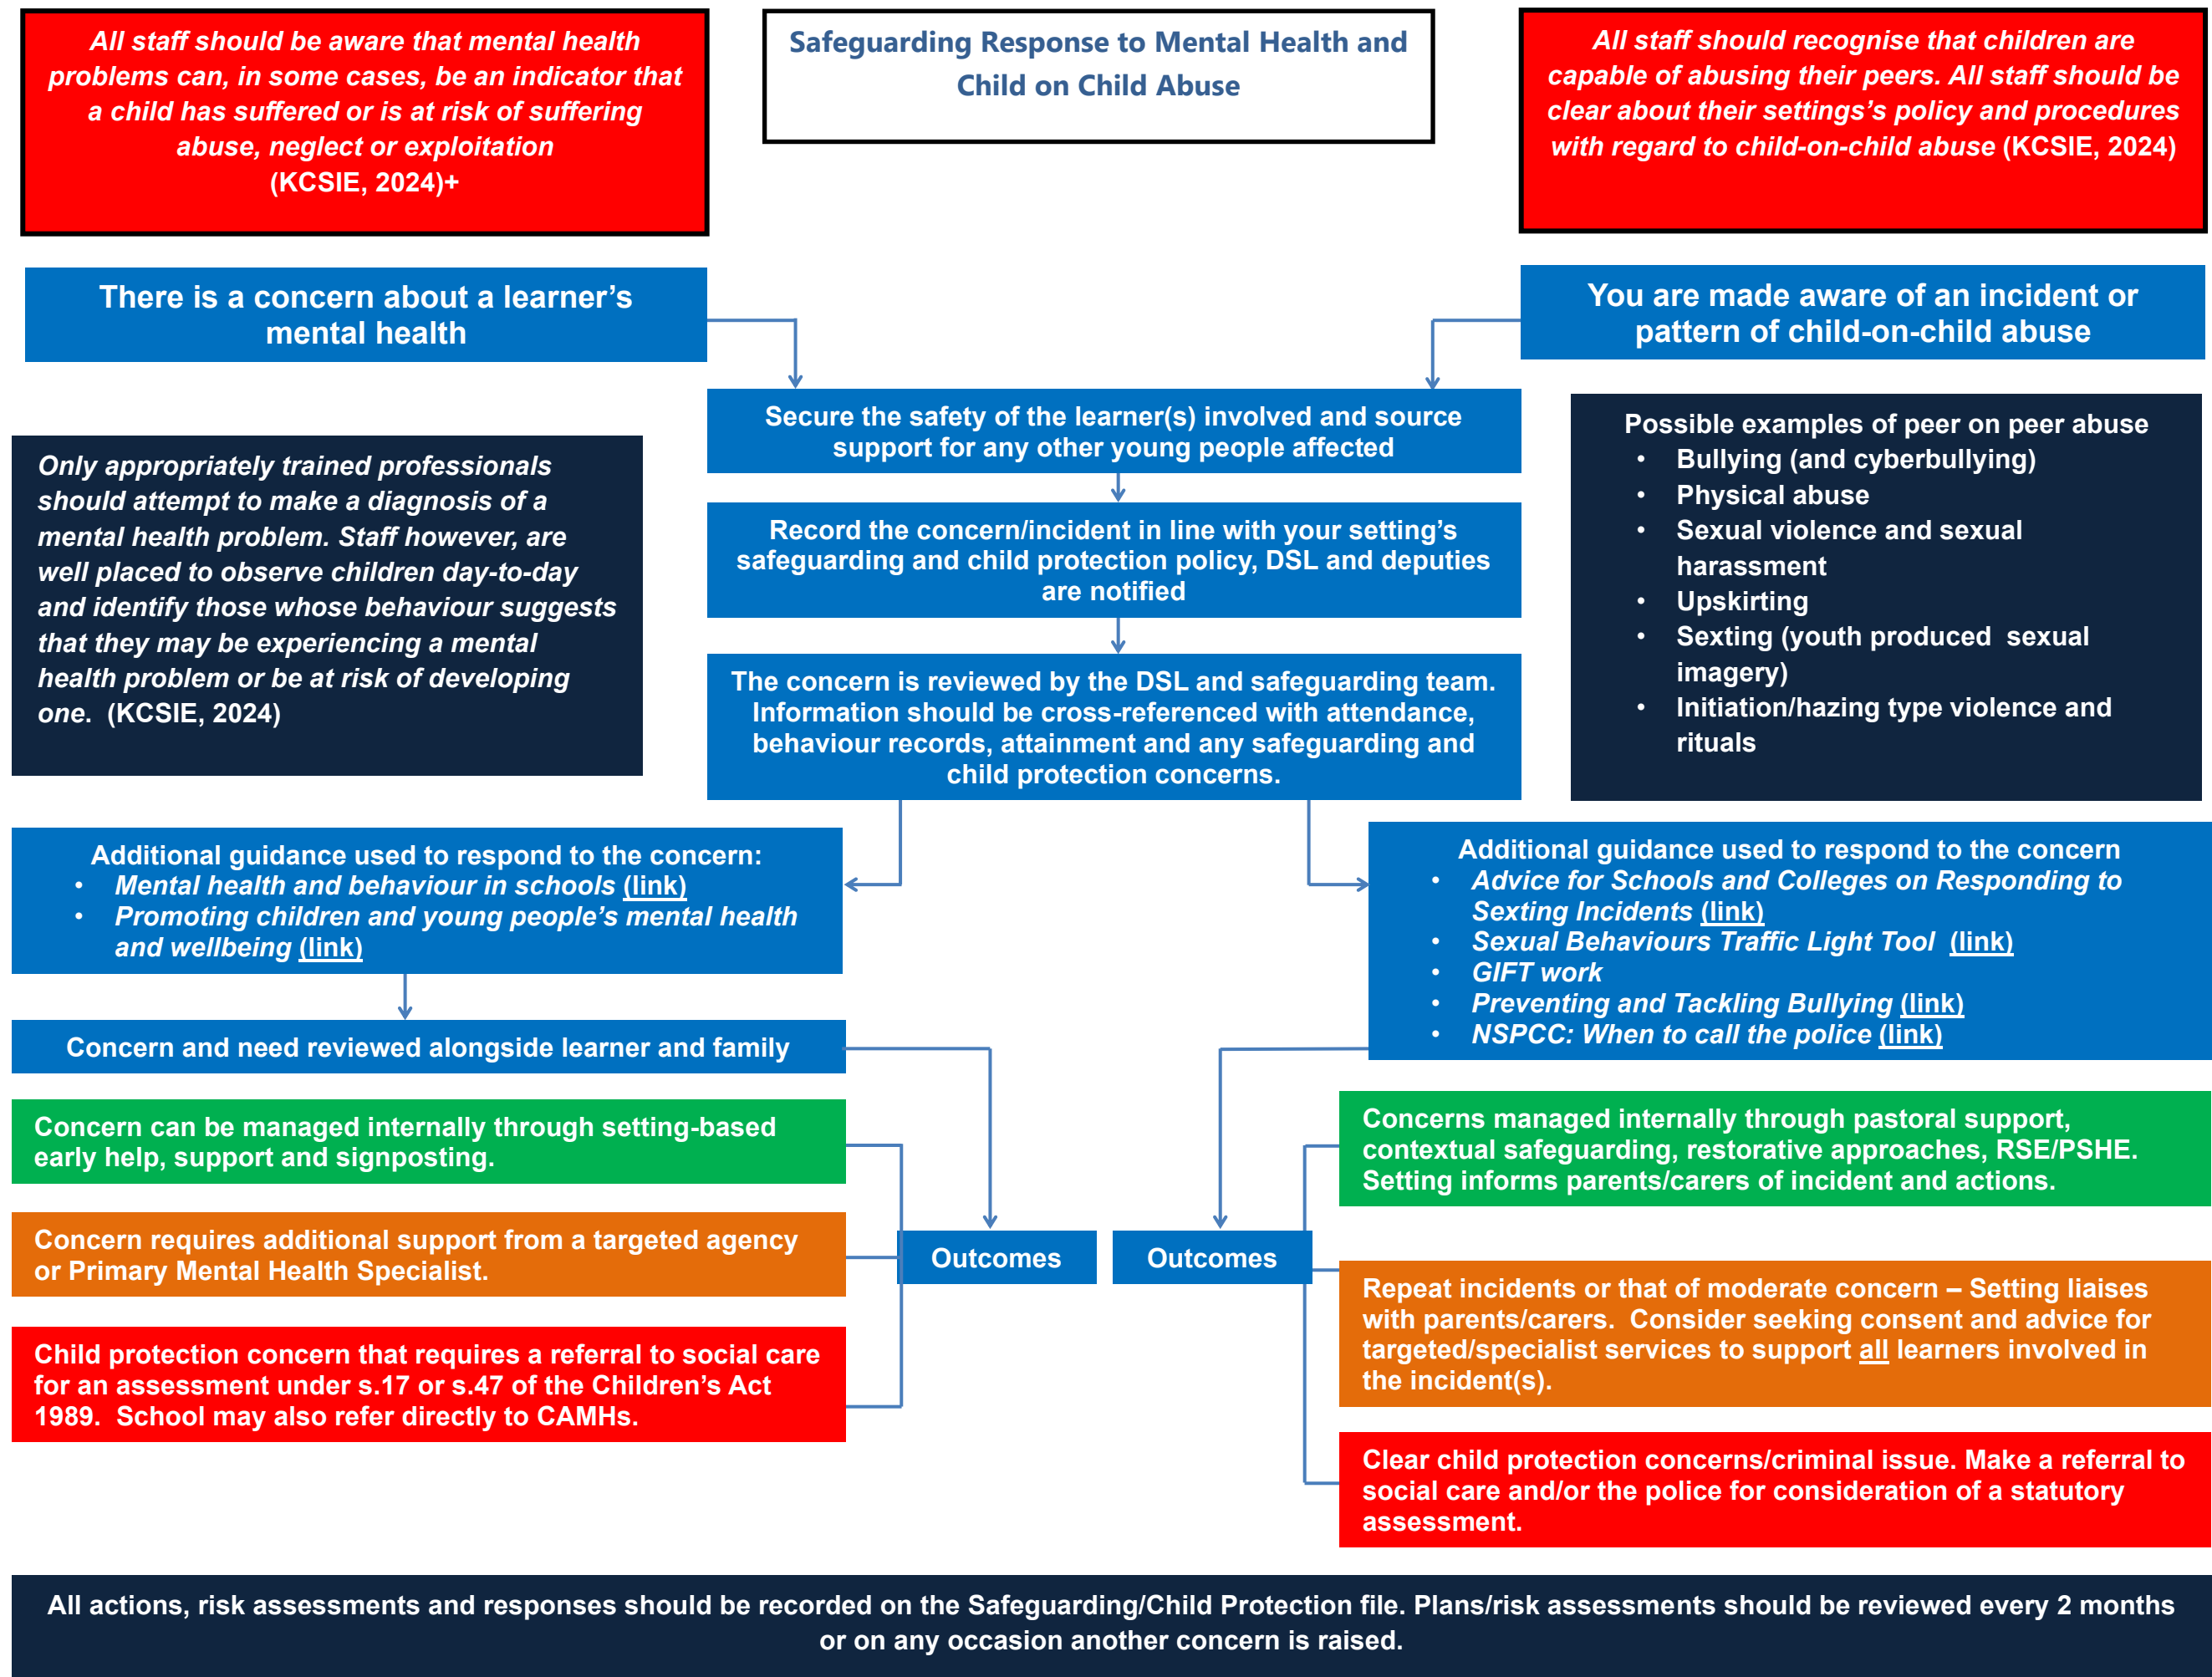 All staff should be aware that mental health
problems can, in some cases, be an indicator that
a child has suffered or is at risk of suffering
abuse, neglect or exploitation
(KCSIE, 2024)+
Safeguarding Response to Mental Health and
Child on Child Abuse
All staff should recognise that children are
capable of abusing their peers. All staff should be
clear about their settings's policy and procedures
with regard to child-on-child abuse (KCSIE, 2024)
There is a concern about a learner’s
mental health
You are made aware of an incident or
pattern of child-on-child abuse
Secure the safety of the learner(s) involved and source
support for any other young people affected
Only appropriately trained professionals
should attempt to make a diagnosis of a
mental health problem. Staff however, are
well placed to observe children day-to-day
and identify those whose behaviour suggests
that they may be experiencing a mental
health problem or be at risk of developing
one.  (KCSIE, 2024)
Record the concern/incident in line with your setting’s
safeguarding and child protection policy, DSL and deputies
are notified
Possible examples of peer on peer abuse
• Bullying (and cyberbullying)
• Physical abuse
• Sexual violence and sexual
harassment
• Upskirting
• Sexting (youth produced  sexual
imagery)
• Initiation/hazing type violence and
rituals
The concern is reviewed by the DSL and safeguarding team.
Information should be cross-referenced with attendance,
behaviour records, attainment and any safeguarding and
child protection concerns.
Additional guidance used to respond to the concern:
• Mental health and behaviour in schools (link)
• Promoting children and young people’s mental health
and wellbeing (link)
Additional guidance used to respond to the concern
• Advice for Schools and Colleges on Responding to
Sexting Incidents (link)
• Sexual Behaviours Traffic Light Tool  (link)
• GIFT work
• Preventing and Tackling Bullying (link)
• NSPCC: When to call the police (link)
Concern and need reviewed alongside learner and family
Concern can be managed internally through setting-based
early help, support and signposting.
Concern requires additional support from a targeted agency
or Primary Mental Health Specialist.
Child protection concern that requires a referral to social care
for an assessment under s.17 or s.47 of the Children’s Act
1989.  School may also refer directly to CAMHs.
Outcomes
Outcomes
Concerns managed internally through pastoral support,
contextual safeguarding, restorative approaches, RSE/PSHE.
Setting informs parents/carers of incident and actions.
Repeat incidents or that of moderate concern – Setting liaises
with parents/carers.  Consider seeking consent and advice for
targeted/specialist services to support all learners involved in
the incident(s).
Clear child protection concerns/criminal issue. Make a referral to
social care and/or the police for consideration of a statutory
assessment.
All actions, risk assessments and responses should be recorded on the Safeguarding/Child Protection file. Plans/risk assessments should be reviewed every 2 months
or on any occasion another concern is raised.